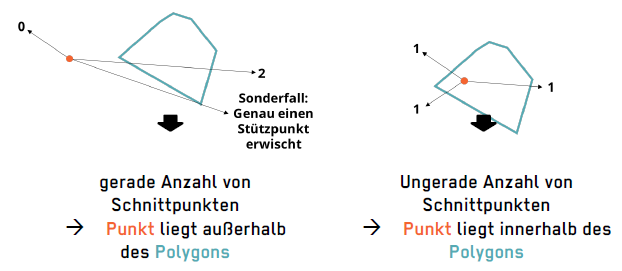 0
2
Sonderfall:
Genau einen
Stützpunkt
erwischt
gerade Anzahl von
Schnittpunkten
→ Punkt liegt außerhalb
des Polygons
1
1
1
Ungerade Anzahl von
Schnittpunkten
→ Punkt liegt innerhalb des
Polygons